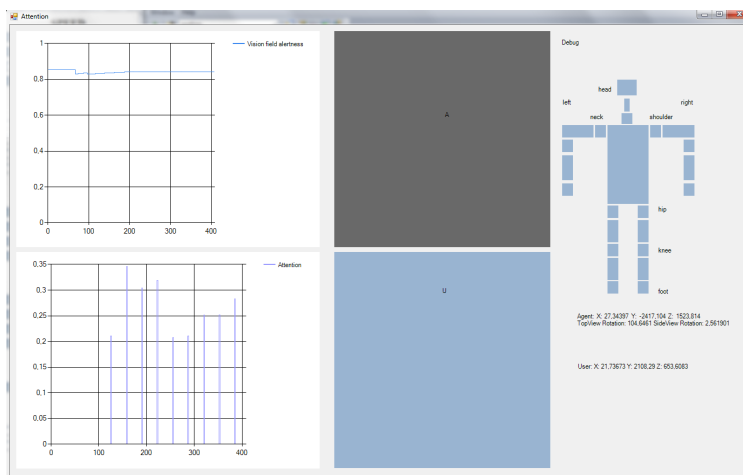 Attention
Vision field alertness
1
0,8
0,6
0,4
0,2
0
0 100 200 300 400
Attention
0,35
0,3
0,25
0,2
0,15
0,1
0,05
0
0 100 200 300 400
A
U
Debug
head
left right
neck shoulder
hip
knee
foot
Agent: X: 27,34397 Y: -2417,104 Z: 1523,814
TopView Rotation: 104,6461 SideView Rotation: 2,561901
User: X: 21,73673 Y: 2108,29 Z: 653,6083